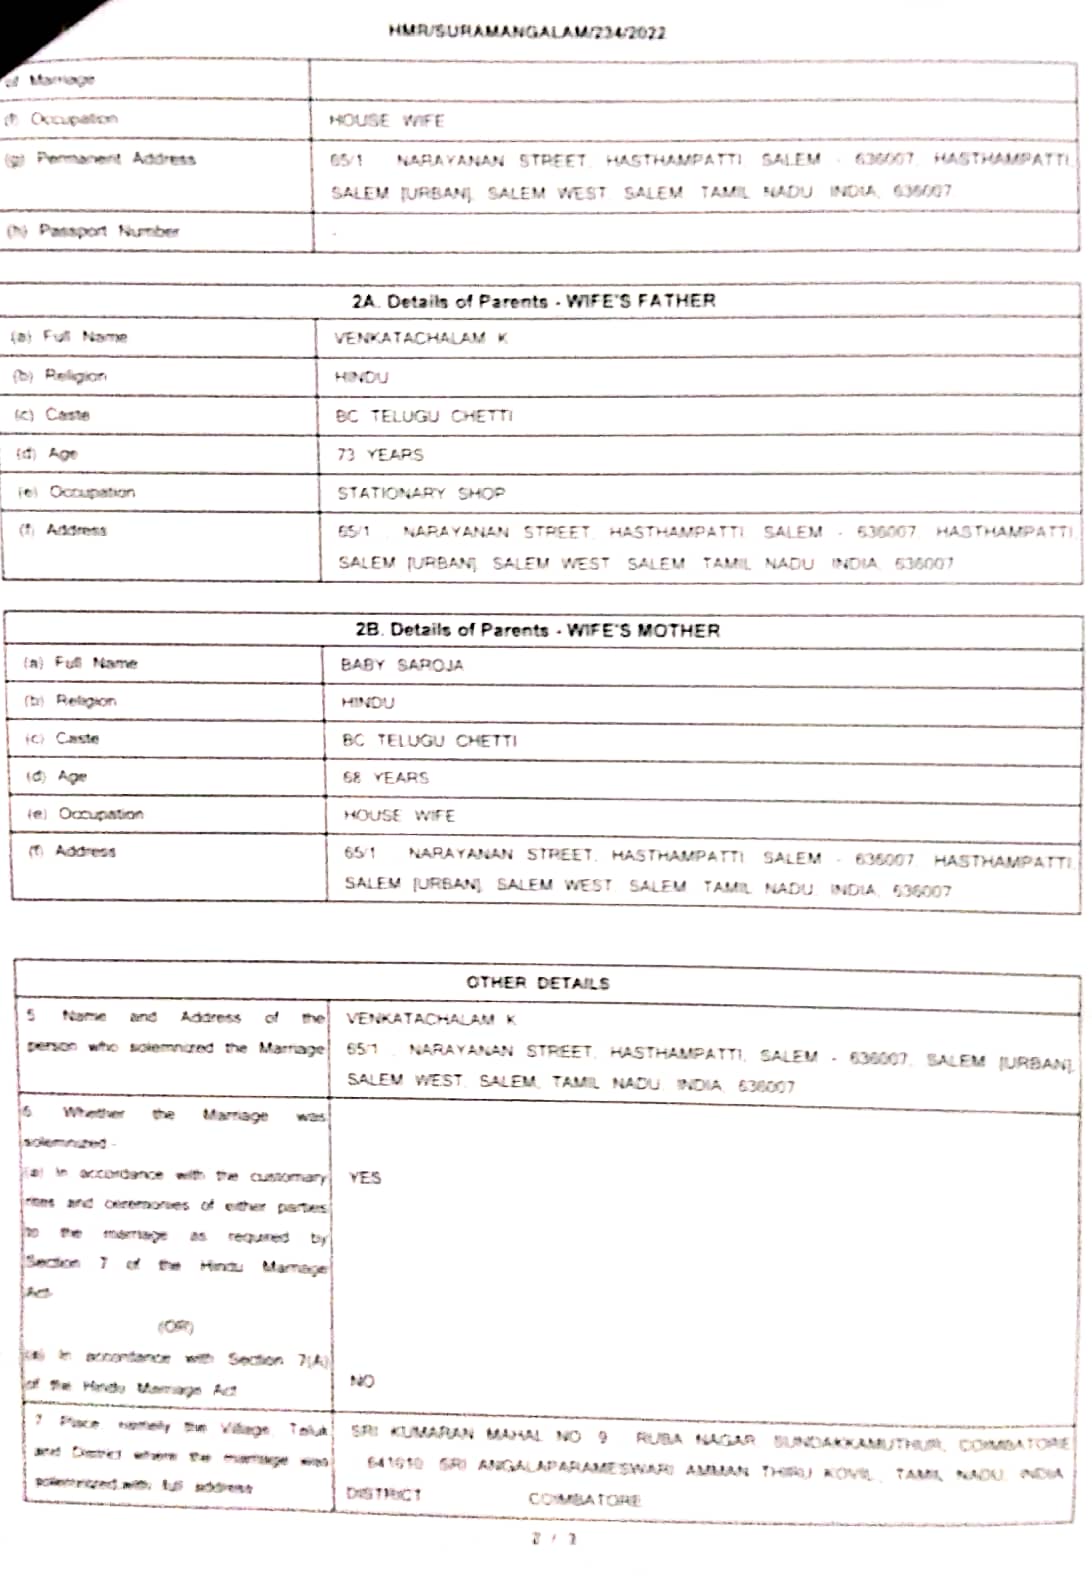 HMR/SURAMANGALAM/234/2022
of Marriage
(f) Occupation HOUSE WIFE
(g) Permanent Address 65/1 NARAYANAN STREET, HASTHAMPATTI, SALEM - 636007, HASTHAMPATTI,
SALEM [URBAN], SALEM WEST, SALEM, TAMIL NADU, INDIA, 636007
(h) Passport Number -
2A. Details of Parents - WIFE'S FATHER
(a) Full Name VENKATACHALAM K
(b) Religion HINDU
(c) Caste BC TELUGU CHETTI
(d) Age 73 YEARS
(e) Occupation STATIONARY SHOP
(f) Address 65/1 , NARAYANAN STREET, HASTHAMPATTI, SALEM - 636007, HASTHAMPATTI,
SALEM [URBAN], SALEM WEST, SALEM, TAMIL NADU, INDIA, 636007
2B. Details of Parents - WIFE'S MOTHER
(a) Full Name BABY SAROJA
(b) Religion HINDU
(c) Caste BC TELUGU CHETTI
(d) Age 68 YEARS
(e) Occupation HOUSE WIFE
(f) Address 65/1 NARAYANAN STREET, HASTHAMPATTI, SALEM - 636007, HASTHAMPATTI,
SALEM [URBAN], SALEM WEST, SALEM, TAMIL NADU, INDIA, 636007
OTHER DETAILS
5 Name and Address of the VENKATACHALAM K
person who solemnized the Marriage 65/1 , NARAYANAN STREET, HASTHAMPATTI, SALEM - 636007, SALEM [URBAN],
SALEM WEST, SALEM, TAMIL NADU, INDIA, 636007
6 Whether the Marriage was
solemnized -
(a) In accordance with the customary YES
rites and ceremonies of either parties
to the marriage as required by
Section 7 of the Hindu Marriage
Act-
(OR)
(a) In accordance with Section 7(A)
of the Hindu Marriage Act NO
7 Place namely the Village, Taluk SRI KUMARAN MAHAL NO 9 RUBA NAGAR SUNDAKKAMUTHUR, COIMBATORE
and District where the marriage was 641010 SRI ANGALAPARAMESWARI AMMAN THIRU KOVIL, TAMIL NADU, INDIA
solemnized with full address DISTRICT COIMBATORE
2 / 3